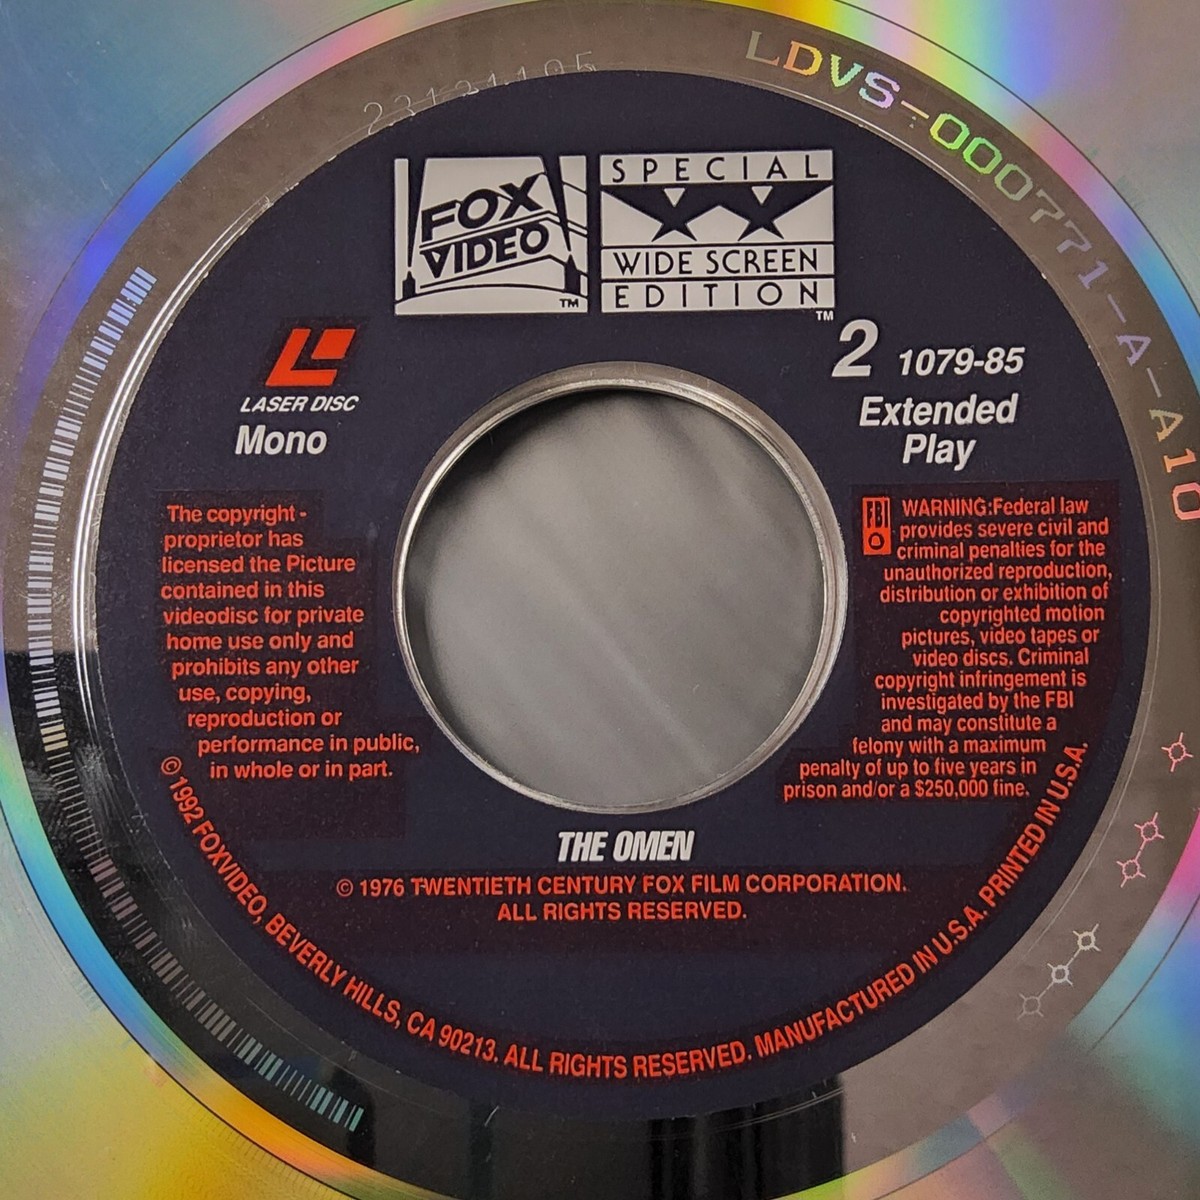 23121105
LDVS-000771-A-A10
FOX
VIDEO
TM
SPECIAL
WIDE SCREEN
EDITION
TM
LASER DISC
Mono
2 1079-85
Extended
Play
The copyright -
proprietor has
licensed the Picture
contained in this
videodisc for private
home use only and
prohibits any other
use, copying,
reproduction or
performance in public,
in whole or in part.
FBI
WARNING:Federal law
provides severe civil and
criminal penalties for the
unauthorized reproduction,
distribution or exhibition of
copyrighted motion
pictures, video tapes or
video discs. Criminal
copyright infringement is
investigated by the FBI
and may constitute a
felony with a maximum
penalty of up to five years in
prison and/or a $250,000 fine.
THE OMEN
© 1976 TWENTIETH CENTURY FOX FILM CORPORATION.
ALL RIGHTS RESERVED.
© 1992 FOXVIDEO, BEVERLY HILLS, CA 90213. ALL RIGHTS RESERVED. MANUFACTURED IN U.S.A. PRINTED IN U.S.A.